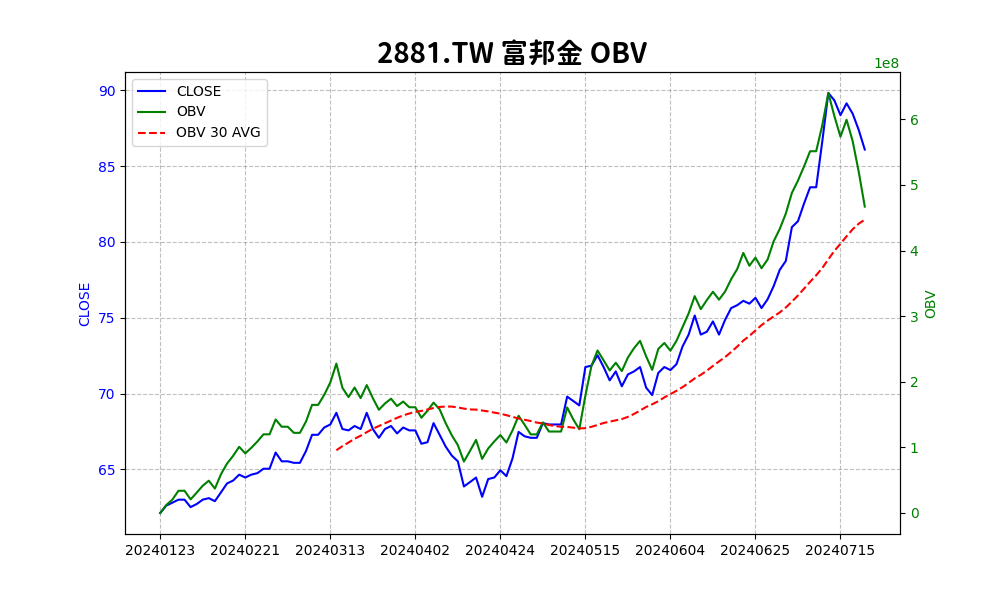 2881.TW 富邦金 OBV
1e8
CLOSE
OBV
OBV 30 AVG
90
85
80
75
70
65
CLOSE
6
5
4
3
2
1
0
OBV
20240123 20240221 20240313 20240402 20240424 20240515 20240604 20240625 20240715